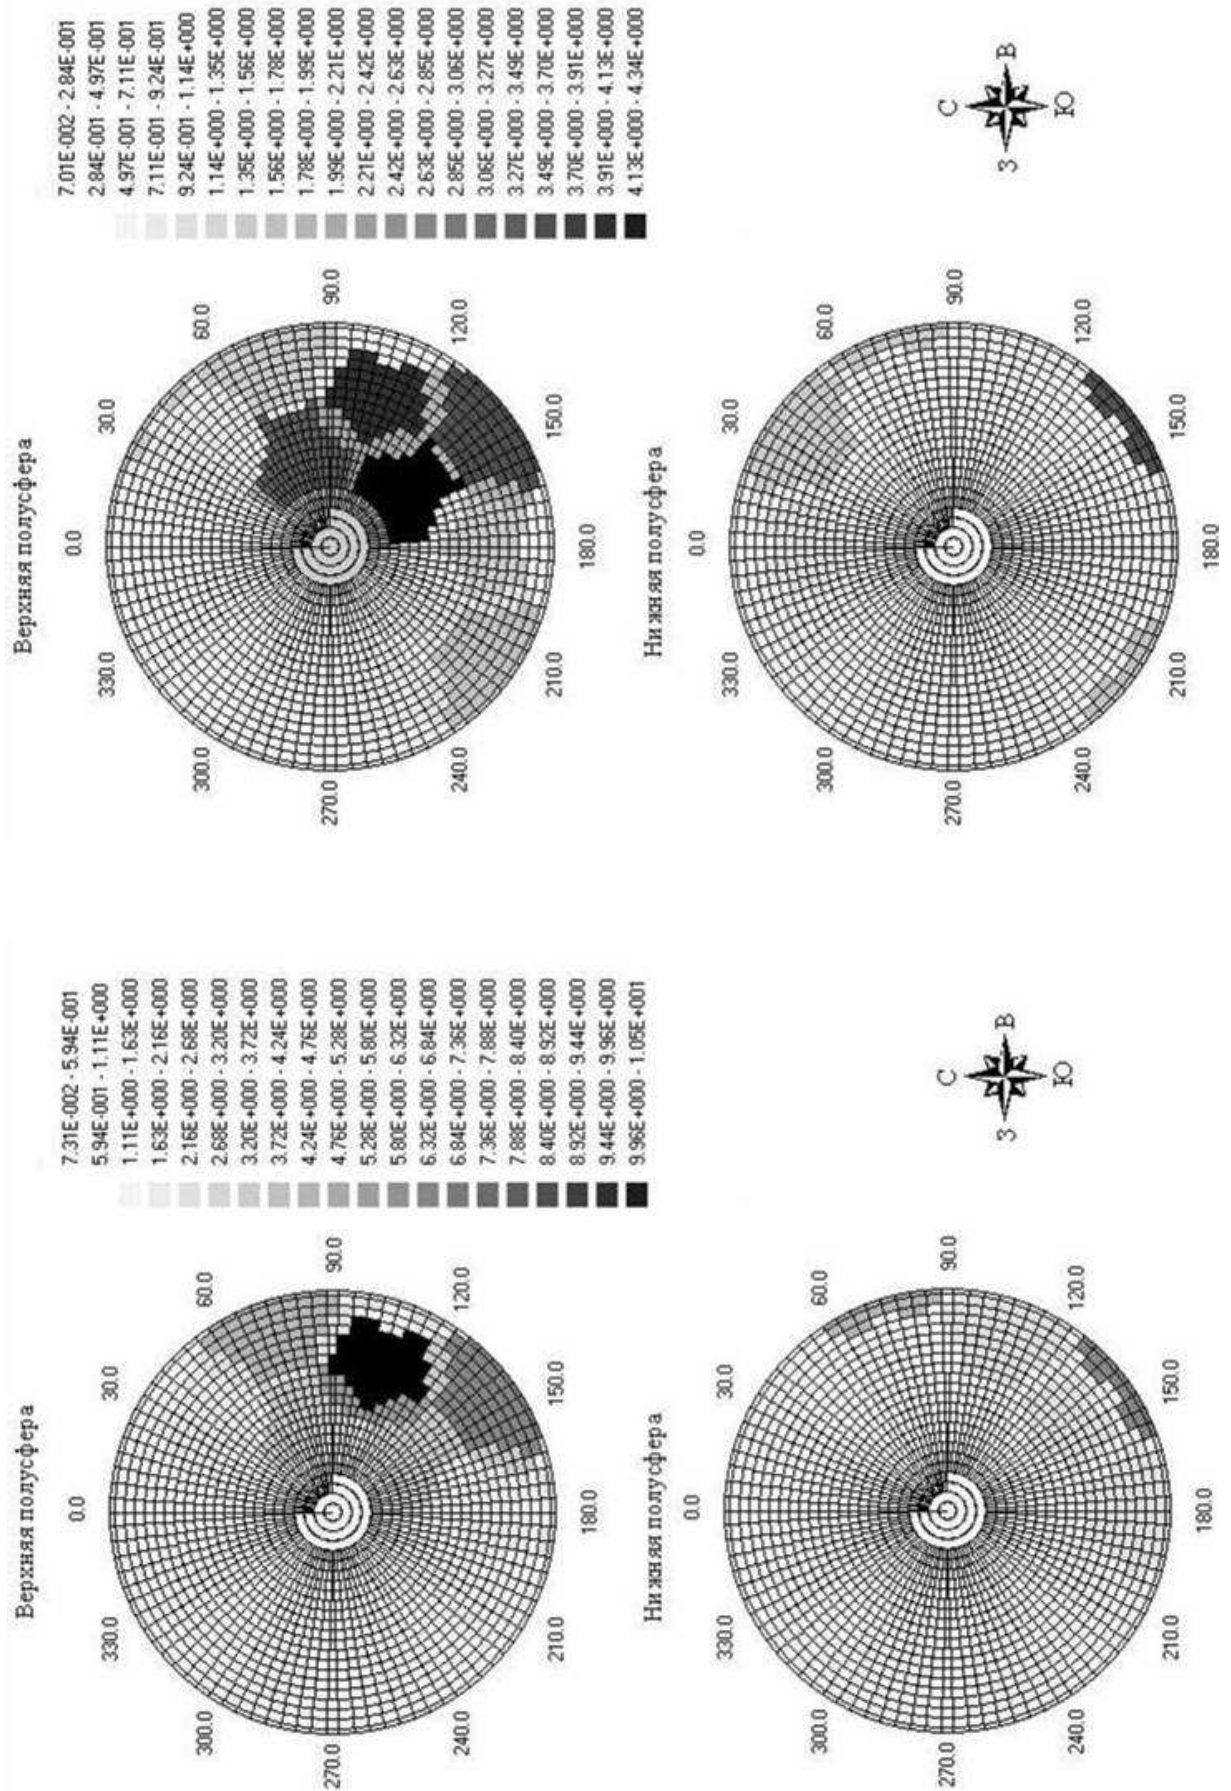 Верхняя полусфера
0.0
330.0
30.0
300.0
60.0
270.0
90.0
240.0
120.0
210.0
150.0
180.0
7.31E-002 - 5.94E-001
5.94E-001 - 1.11E+000
1.11E+000 - 1.63E+000
1.63E+000 - 2.16E+000
2.16E+000 - 2.68E+000
2.68E+000 - 3.20E+000
3.20E+000 - 3.72E+000
3.72E+000 - 4.24E+000
4.24E+000 - 4.76E+000
4.76E+000 - 5.28E+000
5.28E+000 - 5.80E+000
5.80E+000 - 6.32E+000
6.32E+000 - 6.84E+000
6.84E+000 - 7.36E+000
7.36E+000 - 7.88E+000
7.88E+000 - 8.40E+000
8.40E+000 - 8.92E+000
8.92E+000 - 9.44E+000
9.44E+000 - 9.96E+000
9.96E+000 - 1.05E+001
Нижняя полусфера
0.0
330.0
30.0
300.0
60.0
270.0
90.0
240.0
120.0
210.0
150.0
180.0
С
З
В
Ю
Верхняя полусфера
0.0
330.0
30.0
300.0
60.0
270.0
90.0
240.0
120.0
210.0
150.0
180.0
7.01E-002 - 2.84E-001
2.84E-001 - 4.97E-001
4.97E-001 - 7.11E-001
7.11E-001 - 9.24E-001
9.24E-001 - 1.14E+000
1.14E+000 - 1.35E+000
1.35E+000 - 1.56E+000
1.56E+000 - 1.78E+000
1.78E+000 - 1.99E+000
1.99E+000 - 2.21E+000
2.21E+000 - 2.42E+000
2.42E+000 - 2.63E+000
2.63E+000 - 2.85E+000
2.85E+000 - 3.06E+000
3.06E+000 - 3.27E+000
3.27E+000 - 3.49E+000
3.49E+000 - 3.70E+000
3.70E+000 - 3.91E+000
3.91E+000 - 4.13E+000
4.13E+000 - 4.34E+000
Нижняя полусфера
0.0
330.0
30.0
300.0
60.0
270.0
90.0
240.0
120.0
210.0
150.0
180.0
С
З
В
Ю